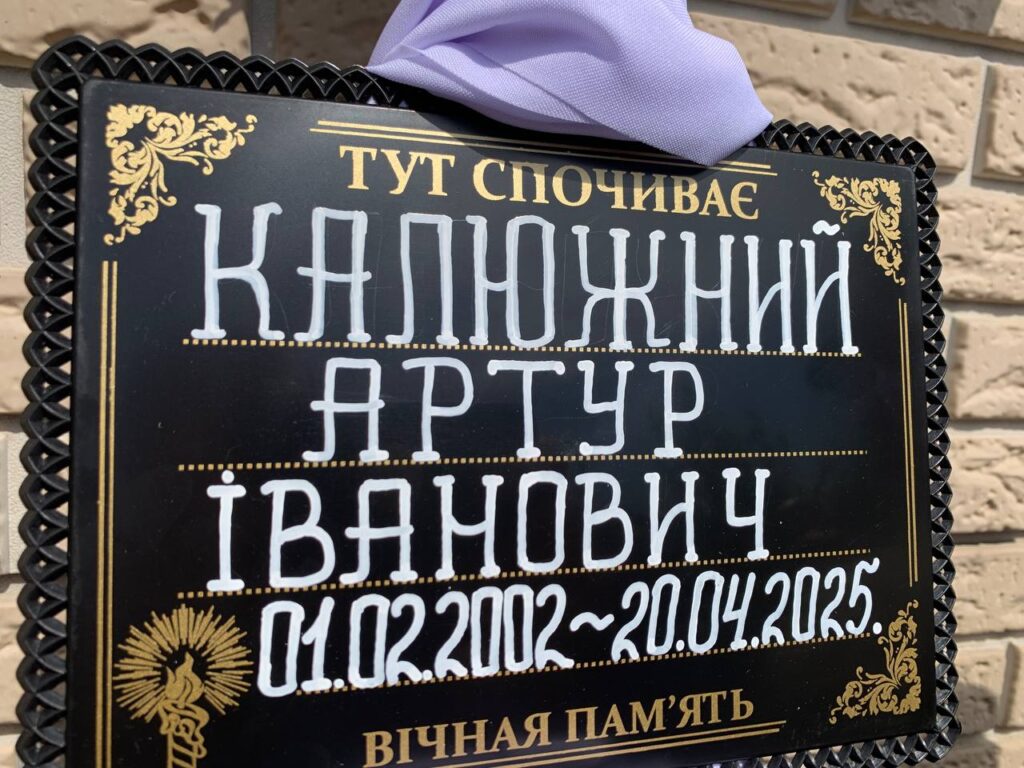 ТУТ СПОЧИВАЄ
КАЛЮЖНИЙ
АРТУР
ІВАНОВИЧ
01.02.2002~20.04.2025.
ВІЧНАЯ ПАМ'ЯТЬ